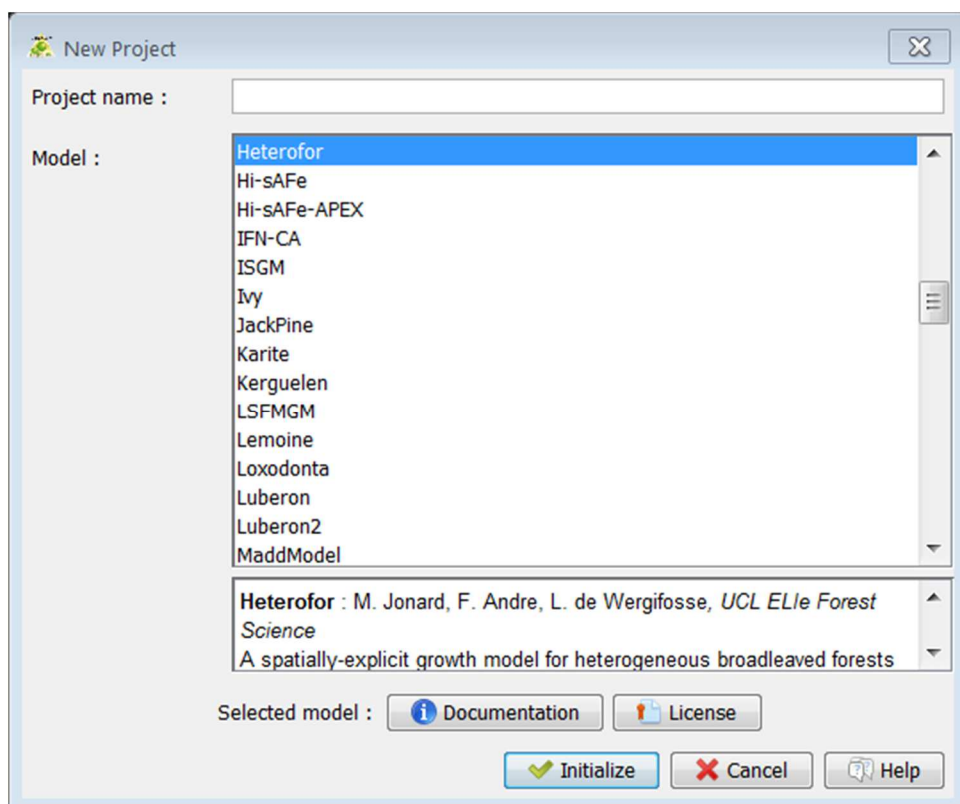 New Project
Project name :
Model :
Heterofor
Hi-sAFe
Hi-sAFe-APEX
IFN-CA
ISGM
Ivy
JackPine
Karite
Kerguelen
LSFMGM
Lemoine
Loxodonta
Luberon
Luberon2
MaddModel
Heterofor : M. Jonard, F. Andre, L. de Wergifosse, UCL ELIe Forest
Science
A spatially-explicit growth model for heterogeneous broadleaved forests
Selected model : Documentation License
Initialize Cancel Help